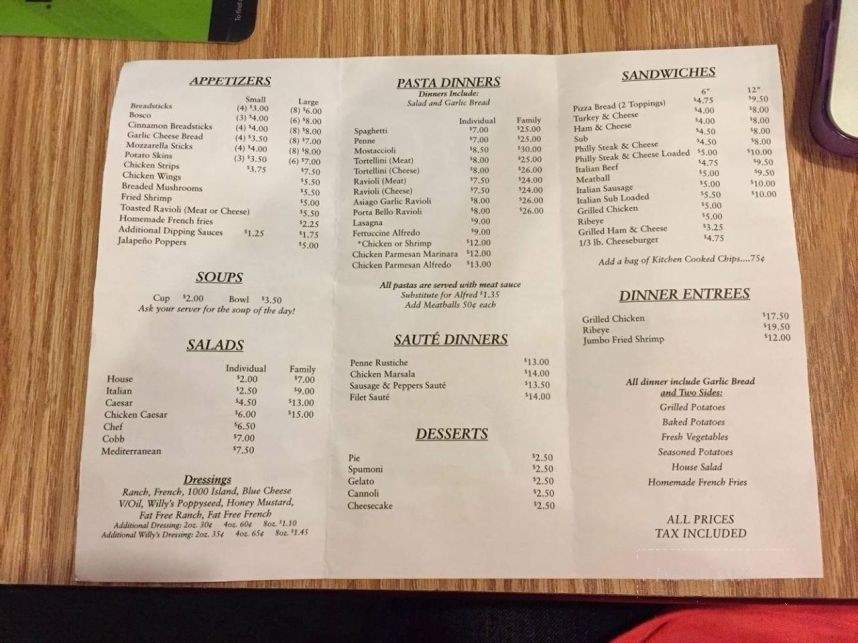 To find
APPETIZERS
Small Large
Breadsticks (4) $3.00 (8) $6.00
Bosco (3) $4.00 (6) $8.00
Cinnamon Breadsticks (4) $4.00 (8) $8.00
Garlic Cheese Bread (4) $3.50 (8) $7.00
Mozzarella Sticks (4) $4.00 (8) $8.00
Potato Skins (3) $3.50 (6) $7.00
Chicken Strips $3.75 $7.50
Chicken Wings $5.50
Breaded Mushrooms $5.50
Fried Shrimp $5.00
Toasted Ravioli (Meat or Cheese) $5.50
Homemade French fries $2.25
Additional Dipping Sauces $1.25 $1.75
Jalapeño Poppers $5.00
SOUPS
Cup $2.00 Bowl $3.50
Ask your server for the soup of the day!
SALADS
Individual Family
House $2.00 $7.00
Italian $2.50 $9.00
Caesar $4.50 $13.00
Chicken Caesar $6.00 $15.00
Chef $6.50
Cobb $7.00
Mediterranean $7.50
Dressings
Ranch, French, 1000 Island, Blue Cheese
V/Oil, Willy's Poppyseed, Honey Mustard,
Fat Free Ranch, Fat Free French
Additional Dressing: 2oz. 30¢ 4oz. 60¢ 8oz. $1.10
Additional Willy's Dressing: 2oz. 35¢ 4oz. 65¢ 8oz. $1.45
PASTA DINNERS
Dinners Include:
Salad and Garlic Bread
Individual Family
Spaghetti $7.00 $25.00
Penne $7.00 $25.00
Mostaccioli $8.50 $30.00
Tortellini (Meat) $8.00 $25.00
Tortellini (Cheese) $8.00 $26.00
Ravioli (Meat) $7.50 $24.00
Ravioli (Cheese) $7.50 $24.00
Asiago Garlic Ravioli $8.00 $26.00
Porta Bello Ravioli $8.00 $26.00
Lasagna $9.00
Fettuccine Alfredo $9.00
*Chicken or Shrimp $12.00
Chicken Parmesan Marinara $12.00
Chicken Parmesan Alfredo $13.00
All pastas are served with meat sauce
Substitute for Alfred $1.35
Add Meatballs 50¢ each
SAUTÉ DINNERS
Penne Rustiche $13.00
Chicken Marsala $14.00
Sausage & Peppers Sauté $13.50
Filet Sauté $14.00
DESSERTS
Pie $2.50
Spumoni $2.50
Gelato $2.50
Cannoli $2.50
Cheesecake $2.50
SANDWICHES
6" 12"
Pizza Bread (2 Toppings) $4.75 $9.50
Turkey & Cheese $4.00 $8.00
Ham & Cheese $4.00 $8.00
Sub $4.50 $8.00
Philly Steak & Cheese $4.50 $8.00
Philly Steak & Cheese Loaded $5.00 $10.00
Italian Beef $4.75 $9.50
Meatball $5.00 $9.50
Italian Sausage $5.00 $10.00
Italian Sub Loaded $5.50 $10.00
Grilled Chicken $5.00
Ribeye $5.00
Grilled Ham & Cheese $3.25
1/3 lb. Cheeseburger $4.75
Add a bag of Kitchen Cooked Chips....75¢
DINNER ENTREES
Grilled Chicken $17.50
Ribeye $19.50
Jumbo Fried Shrimp $12.00
All dinner include Garlic Bread
and Two Sides:
Grilled Potatoes
Baked Potatoes
Fresh Vegetables
Seasoned Potatoes
House Salad
Homemade French Fries
ALL PRICES
TAX INCLUDED